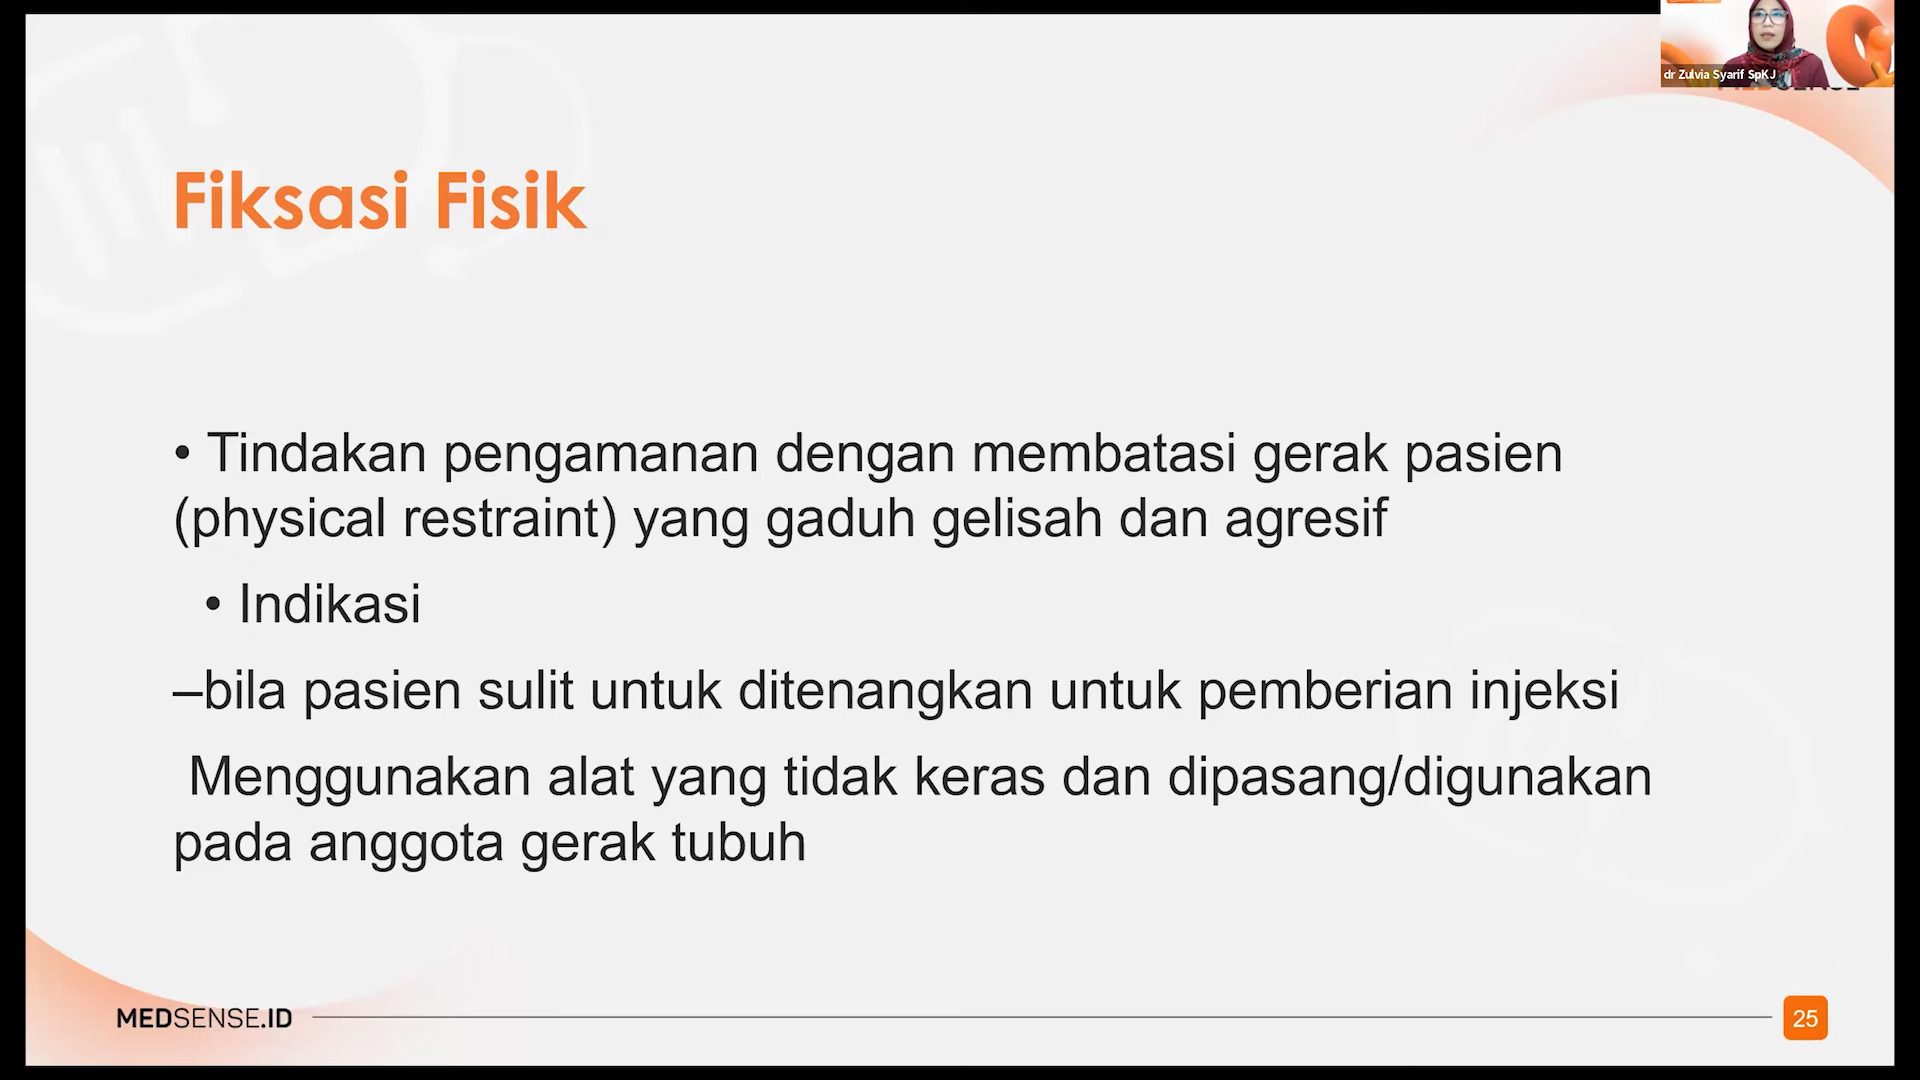 dr Zulvia Syarif SpKJ
Fiksasi Fisik
• Tindakan pengamanan dengan membatasi gerak pasien
(physical restraint) yang gaduh gelisah dan agresif
• Indikasi
–bila pasien sulit untuk ditenangkan untuk pemberian injeksi
Menggunakan alat yang tidak keras dan dipasang/digunakan
pada anggota gerak tubuh
MEDSENSE.ID
25